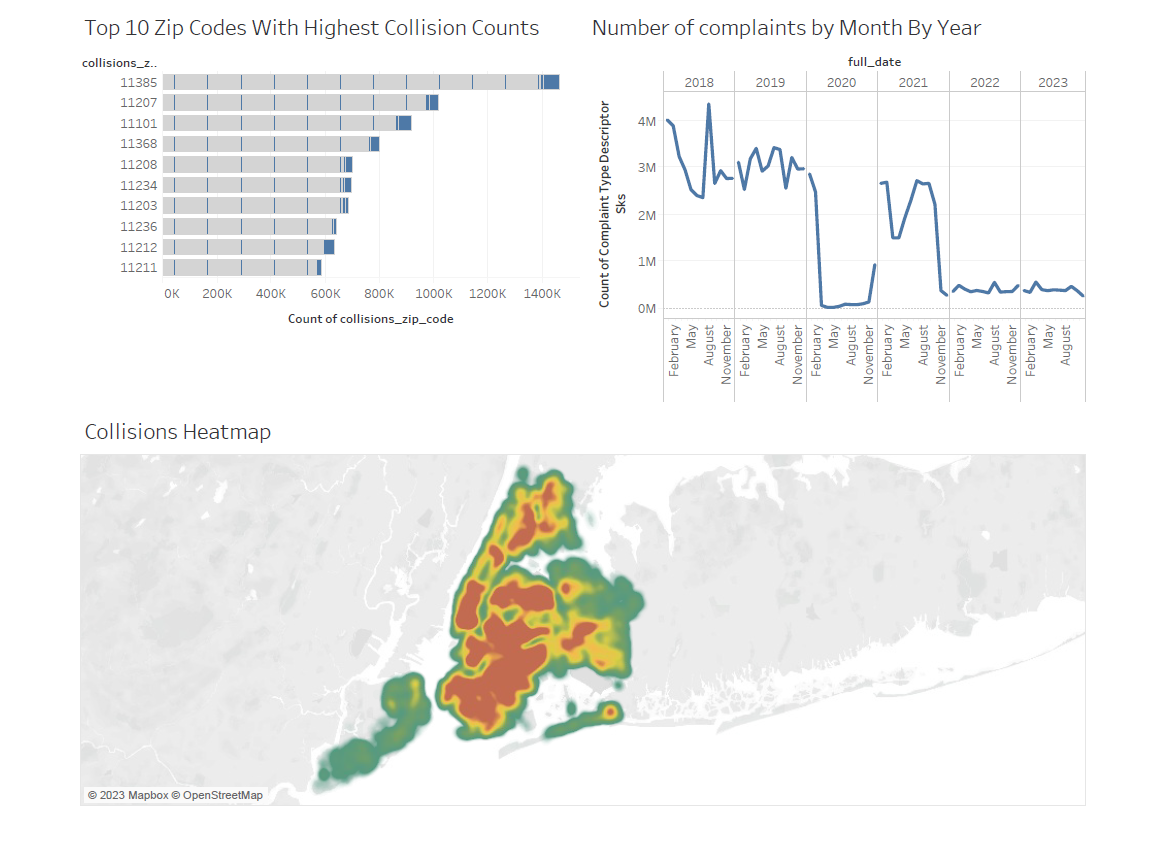 Top 10 Zip Codes With Highest Collision Counts
collisions_z..
11385
11207
11101
11368
11208
11234
11203
11236
11212
11211
0K 200K 400K 600K 800K 1000K 1200K 1400K
Count of collisions_zip_code
Number of complaints by Month By Year
full_date
2018 2019 2020 2021 2022 2023
Count of Complaint Type Descriptor
Sks
4M
3M
2M
1M
0M
February May August November February May August November February May August November February May August November February May August November February May August
Collisions Heatmap
© 2023 Mapbox © OpenStreetMap